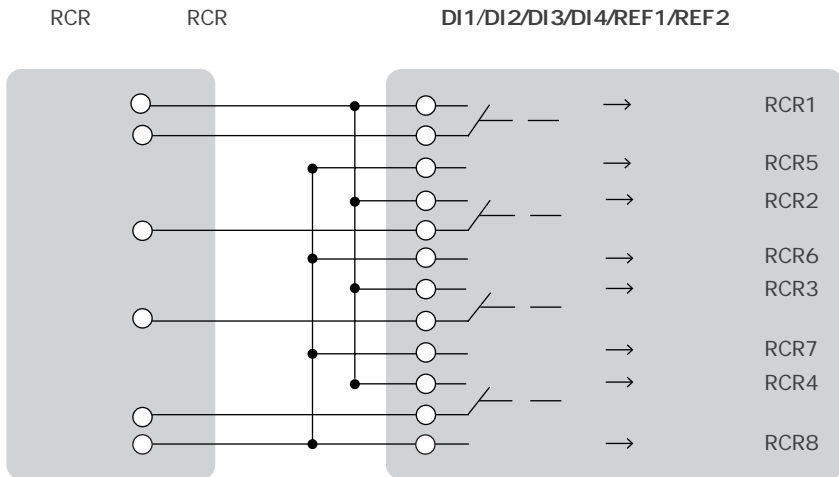 RCR RCR DI1/DI2/DI3/DI4/REF1/REF2
RCR1
RCR5
RCR2
RCR6
RCR3
RCR7
RCR4
RCR8